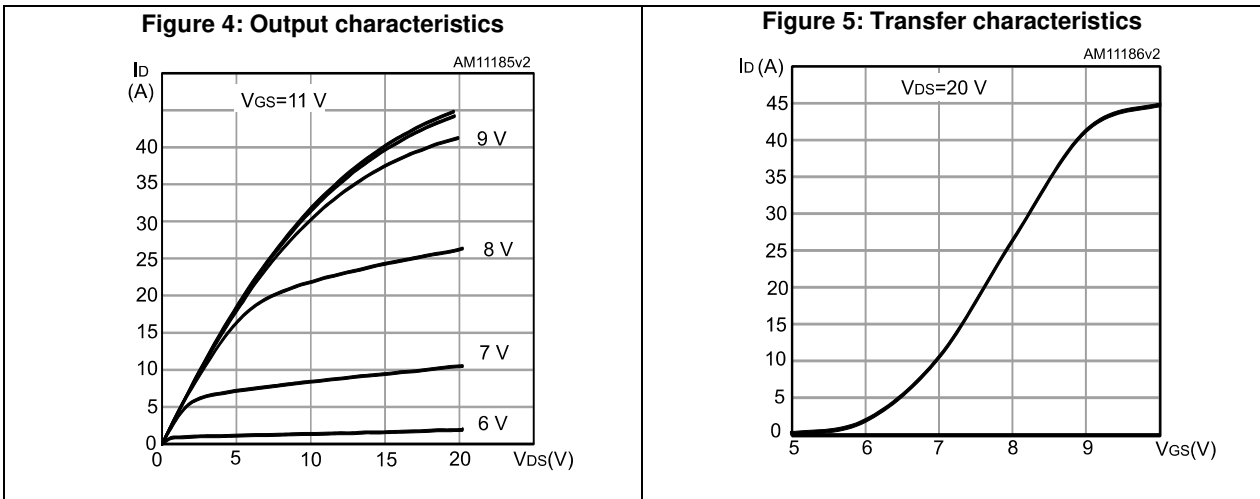 Figure 4: Output characteristics
AM11185v2
ID
(A)
VGS=11 V
9 V
8 V
7 V
6 V
40
35
30
25
20
15
10
5
0
0 5 10 15 20 VDS(V)
Figure 5: Transfer characteristics
AM11186v2
ID (A)
VDS=20 V
45
40
35
30
25
20
15
10
5
0
5 6 7 8 9 VGS(V)